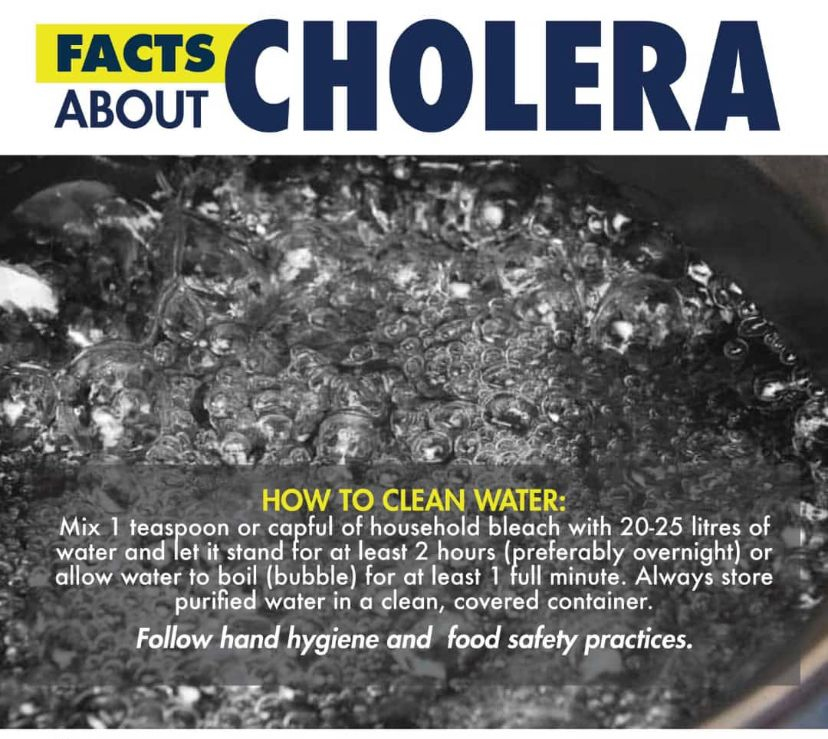 FACTS
ABOUT CHOLERA
HOW TO CLEAN WATER:
Mix 1 teaspoon or capful of household bleach with 20-25 litres of
water and let it stand for at least 2 hours (preferably overnight) or
allow water to boil (bubble) for at least 1 full minute. Always store
purified water in a clean, covered container.
Follow hand hygiene and food safety practices.